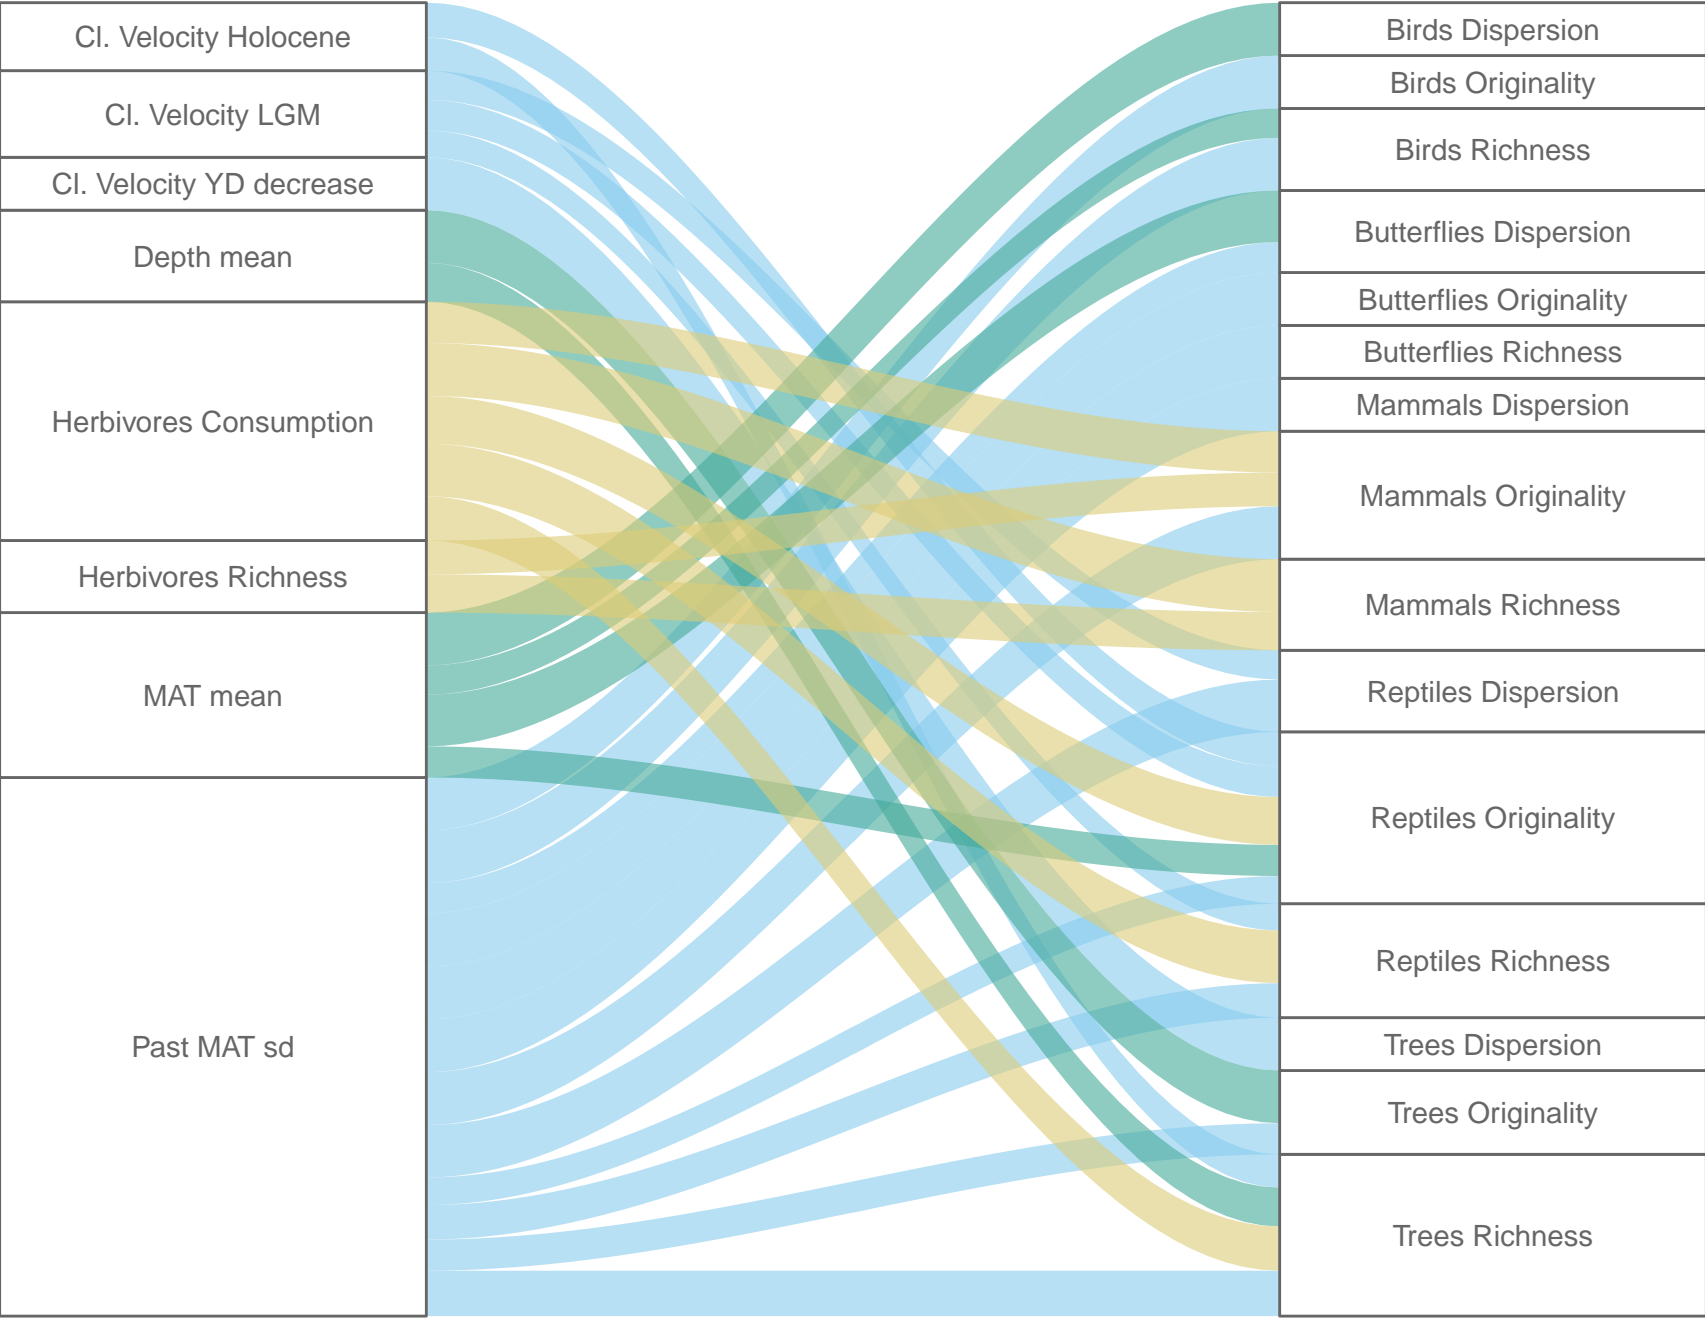 Cl. Velocity Holocene
Cl. Velocity LGM
Cl. Velocity YD decrease
Depth mean
Herbivores Consumption
Herbivores Richness
MAT mean
Past MAT sd
Birds Dispersion
Birds Originality
Birds Richness
Butterflies Dispersion
Butterflies Originality
Butterflies Richness
Mammals Dispersion
Mammals Originality
Mammals Richness
Reptiles Dispersion
Reptiles Originality
Reptiles Richness
Trees Dispersion
Trees Originality
Trees Richness